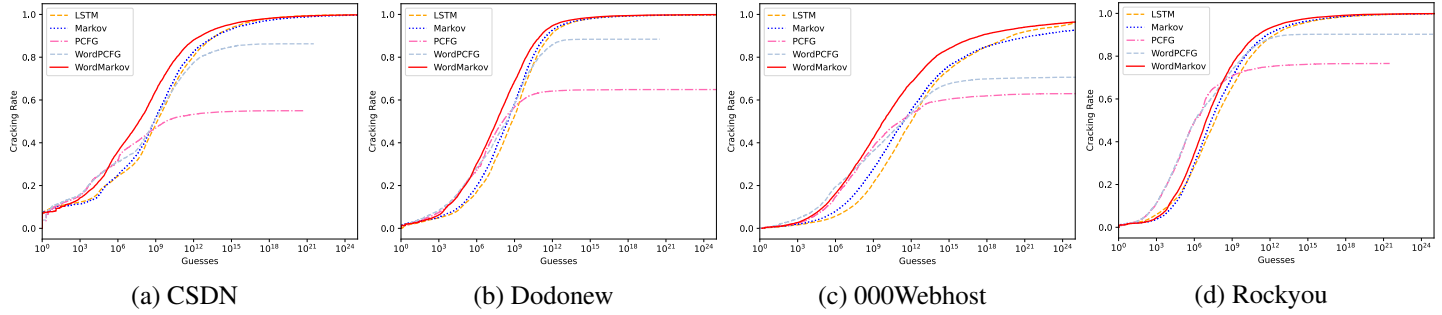 LSTM
Markov
PCFG
WordPCFG
WordMarkov
Cracking Rate
1.0
0.8
0.6
0.4
0.2
0.0
10^0 10^3 10^6 10^9 10^12 10^15 10^18 10^21 10^24
Guesses
(a) CSDN
LSTM
Markov
PCFG
WordPCFG
WordMarkov
Cracking Rate
1.0
0.8
0.6
0.4
0.2
0.0
10^0 10^3 10^6 10^9 10^12 10^15 10^18 10^21 10^24
Guesses
(b) Dodonew
LSTM
Markov
PCFG
WordPCFG
WordMarkov
Cracking Rate
1.0
0.8
0.6
0.4
0.2
0.0
10^0 10^3 10^6 10^9 10^12 10^15 10^18 10^21 10^24
Guesses
(c) 000Webhost
LSTM
Markov
PCFG
WordPCFG
WordMarkov
Cracking Rate
1.0
0.8
0.6
0.4
0.2
0.0
10^0 10^3 10^6 10^9 10^12 10^15 10^18 10^21 10^24
Guesses
(d) Rockyou